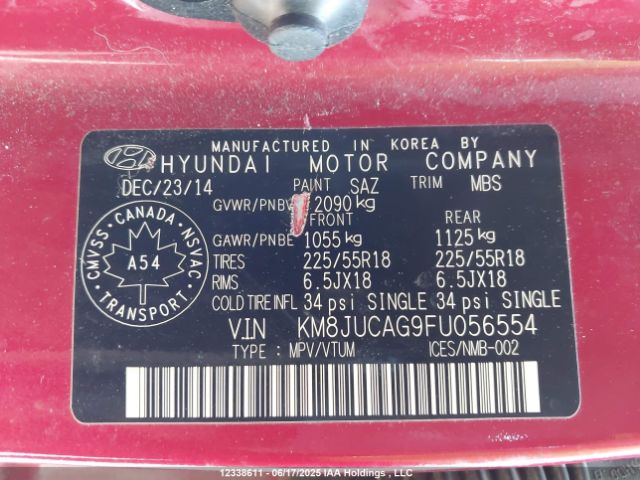 MANUFACTURED IN KOREA BY
HYUNDAI MOTOR COMPANY
DEC/23/14 PAINT SAZ TRIM MBS
GVWR/PNBV 2090 kg
FRONT REAR
GAWR/PNBE 1055 kg 1125 kg
TIRES 225/55R18 225/55R18
RIMS 6.5JX18 6.5JX18
COLD TIRE INFL 34 psi SINGLE 34 psi SINGLE
VIN KM8JUCAG9FU056554
TYPE : MPV/VTUM ICES/NMB-002
CANADA
CMVSS · NSVAC
A54
TRANSPORT
12338611 - 06/17/2025 IAA Holdings , LLC